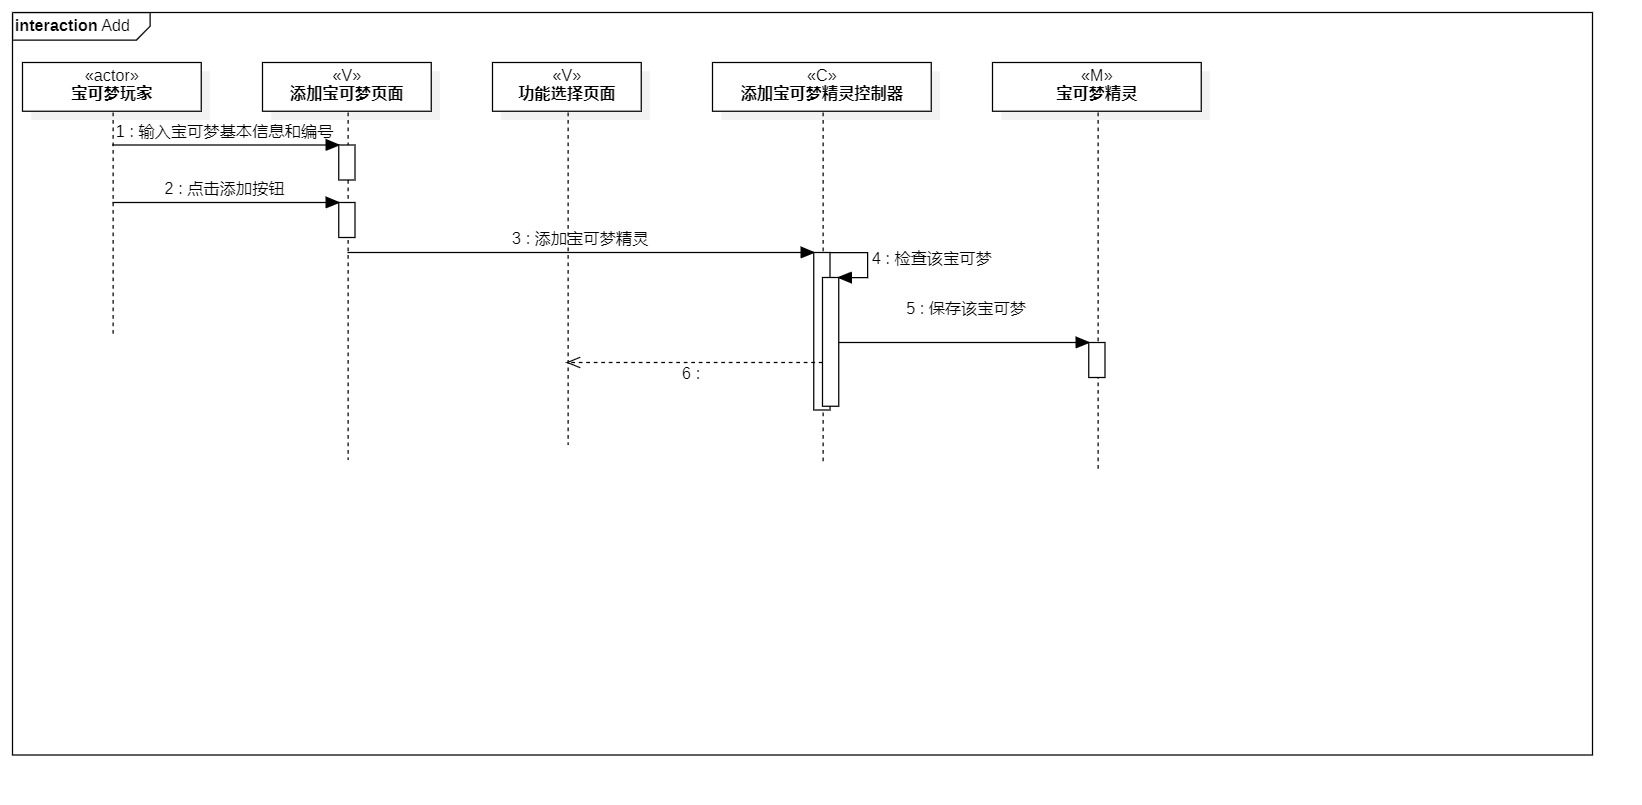 interaction Add
«actor»
宝可梦玩家
«V»
添加宝可梦页面
«V»
功能选择页面
«C»
添加宝可梦精灵控制器
«M»
宝可梦精灵
1 : 输入宝可梦基本信息和编号
2 : 点击添加按钮
3 : 添加宝可梦精灵
4 : 检查该宝可梦
5 : 保存该宝可梦
6 :